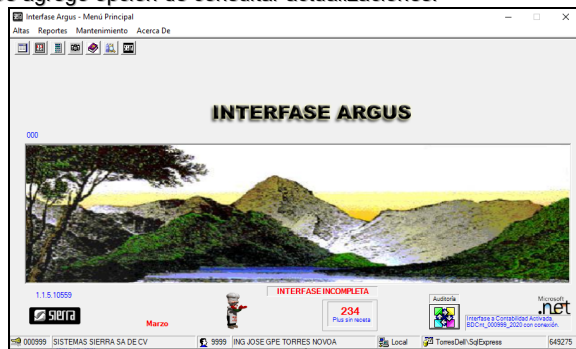 se agregó opción de consultar actualizaciones.
Interfase Argus - Menú Principal
Altas Reportes Mantenimiento Acerca De
INTERFASE ARGUS
000
1.1.5.10559
INTERFASE INCOMPLETA
sierra
Marzo
234
Plus sin receta
Auditoría
Microsoft
.net
Interfase a Contabilidad Activada.
BDCnt_000999_2020 con conexión.
000999 SISTEMAS SIERRA SA DE CV 9999 ING JOSE GPE TORRES NOVOA Local TorresDell\SqlExpress 649275